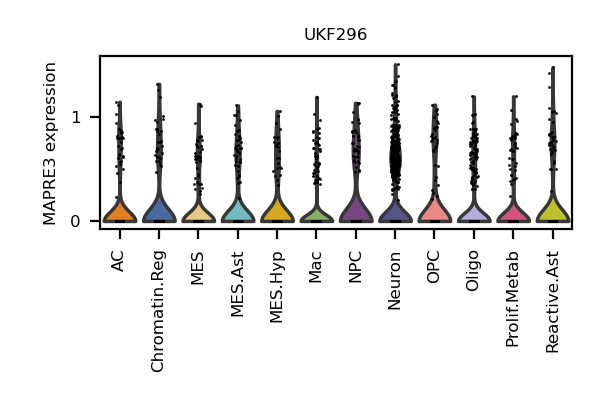 UKF296
MAPRE3 expression
1
0
AC
Chromatin.Reg
MES
MES.Ast
MES.Hyp
Mac
NPC
Neuron
OPC
Oligo
Prolif.Metab
Reactive.Ast